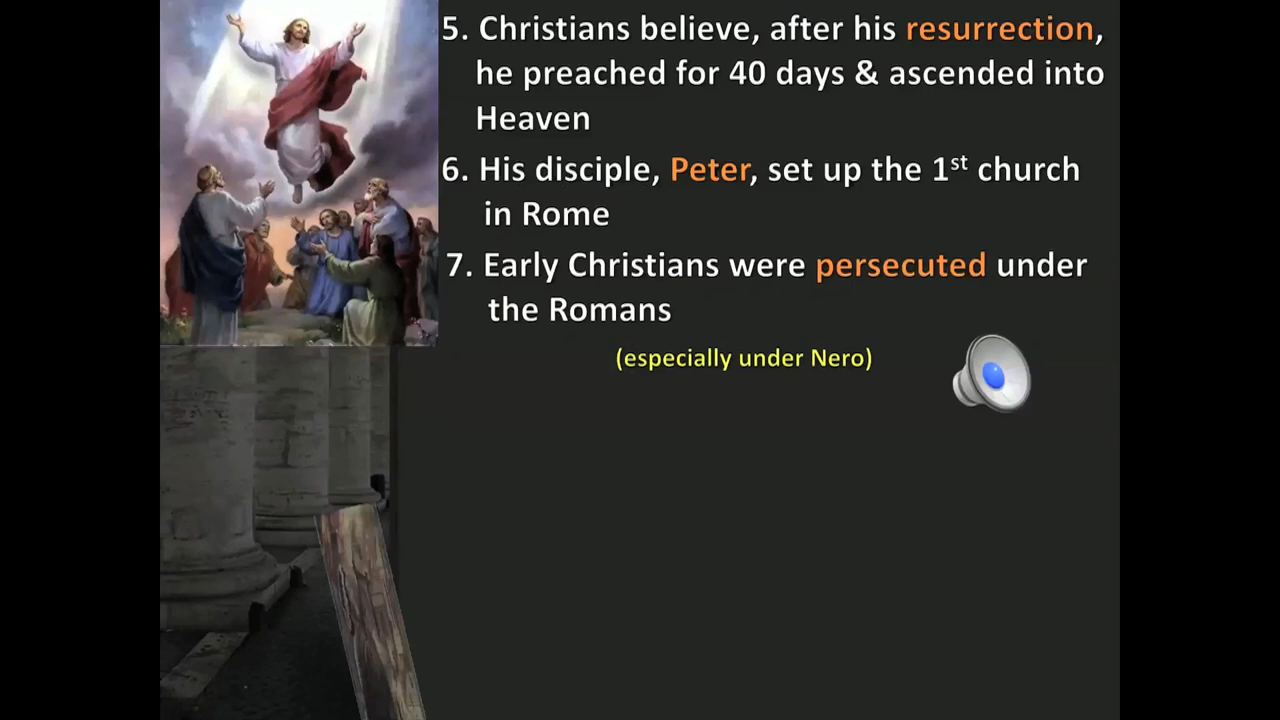 5. Christians believe, after his resurrection,
he preached for 40 days & ascended into
Heaven
6. His disciple, Peter, set up the 1st church
in Rome
7. Early Christians were persecuted under
the Romans
(especially under Nero)